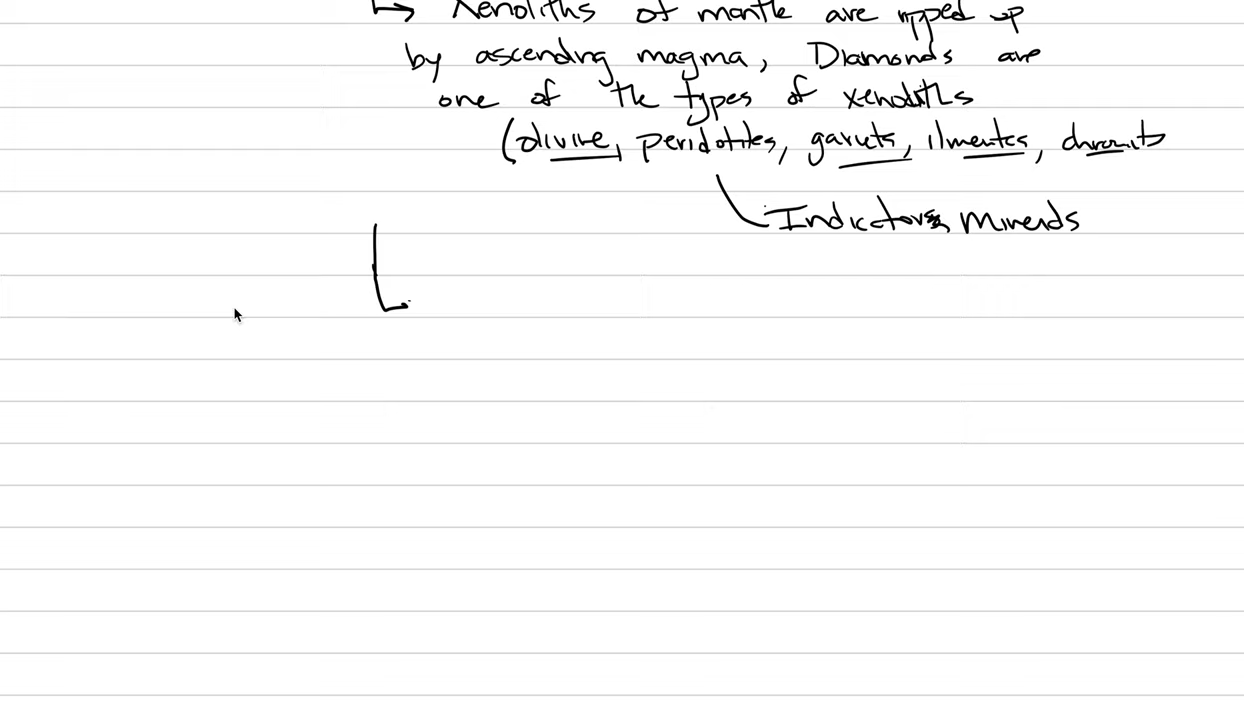 ↳ Xenoliths of mantle are ripped up
by ascending magma, Diamonds are
one of the types of xenoliths
(olivine, peridotites, garnets, ilmenites, chromite
Indicators Minerals